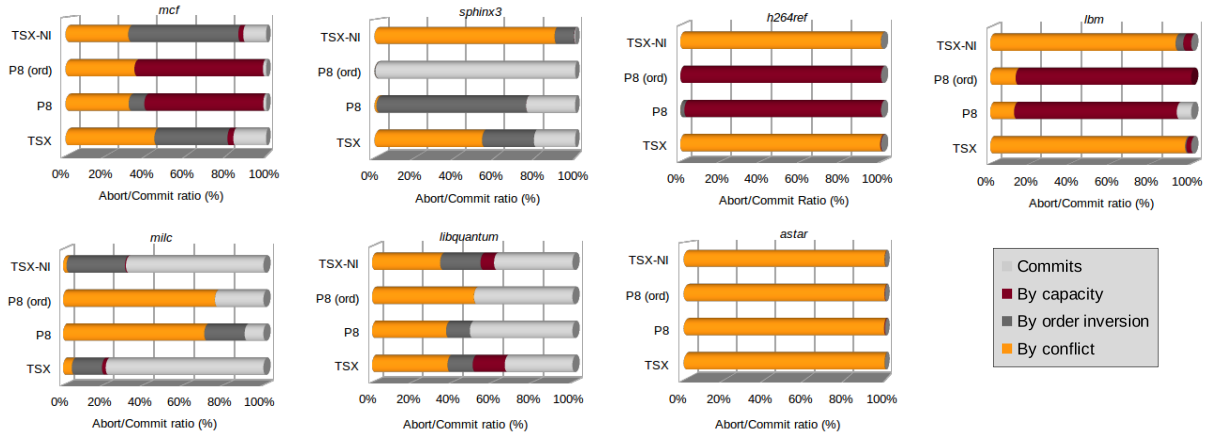 mcf
TSX-NI
P8 (ord)
P8
TSX
0% 20% 40% 60% 80% 100%
Abort/Commit ratio (%)
sphinx3
TSX-NI
P8 (ord)
P8
TSX
0% 20% 40% 60% 80% 100%
Abort/Commit ratio (%)
h264ref
TSX-NI
P8 (ord)
P8
TSX
0% 20% 40% 60% 80% 100%
Abort/Commit Ratio (%)
lbm
TSX-NI
P8 (ord)
P8
TSX
0% 20% 40% 60% 80% 100%
Abort/Commit ratio (%)
milc
TSX-NI
P8 (ord)
P8
TSX
0% 20% 40% 60% 80% 100%
Abort/Commit ratio (%)
libquantum
TSX-NI
P8 (ord)
P8
TSX
0% 20% 40% 60% 80% 100%
Abort/Commit ratio (%)
astar
TSX-NI
P8 (ord)
P8
TSX
0% 20% 40% 60% 80% 100%
Abort/Commit ratio (%)
Commits
By capacity
By order inversion
By conflict